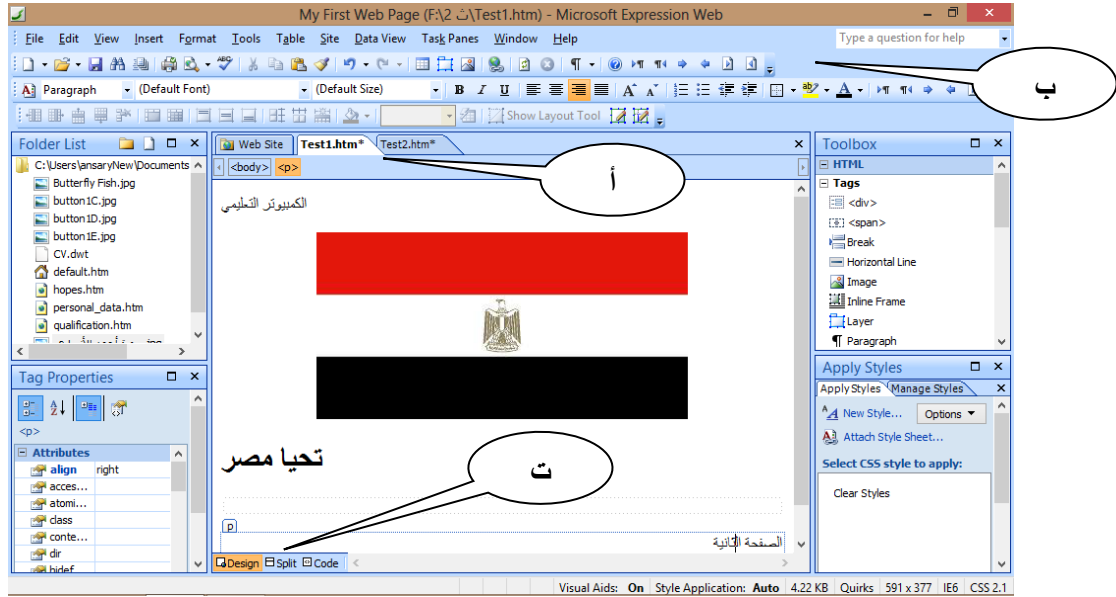 My First Web Page (F:\2 ث\Test1.htm) - Microsoft Expression Web
File Edit View Insert Format Tools Table Site Data View Task Panes Window Help
Type a question for help
Paragraph (Default Font) (Default Size) B I U
Show Layout Tool
ب
Folder List
Web Site Test1.htm* Test2.htm*
Toolbox
C:\Users\ansaryNew\Documents
Butterfly Fish.jpg
button1C.jpg
button1D.jpg
button1E.jpg
CV.dwt
default.htm
hopes.htm
personal_data.htm
qualification.htm
<body> <p>
أ
الكمبيوتر التعليمي
تحيا مصر
ت
p
الصفحة الثانية
Design Split Code
HTML
Tags
<div>
<span>
Break
Horizontal Line
Image
Inline Frame
Layer
Paragraph
Tag Properties
<p>
Attributes
align right
acces...
atomi...
class
conte...
dir
hidef
Apply Styles
Apply Styles Manage Styles
New Style... Options
Attach Style Sheet...
Select CSS style to apply:
Clear Styles
Visual Aids: On Style Application: Auto 4.22 KB Quirks 591 x 377 IE6 CSS 2.1